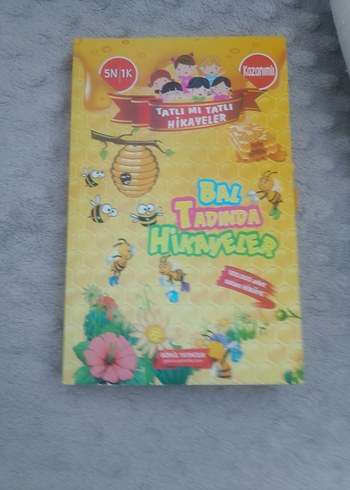 5N 1K
Kazanımlı
TATLI MI TATLI
HİKAYELER
BAL
TADINDA
HİKAYELER